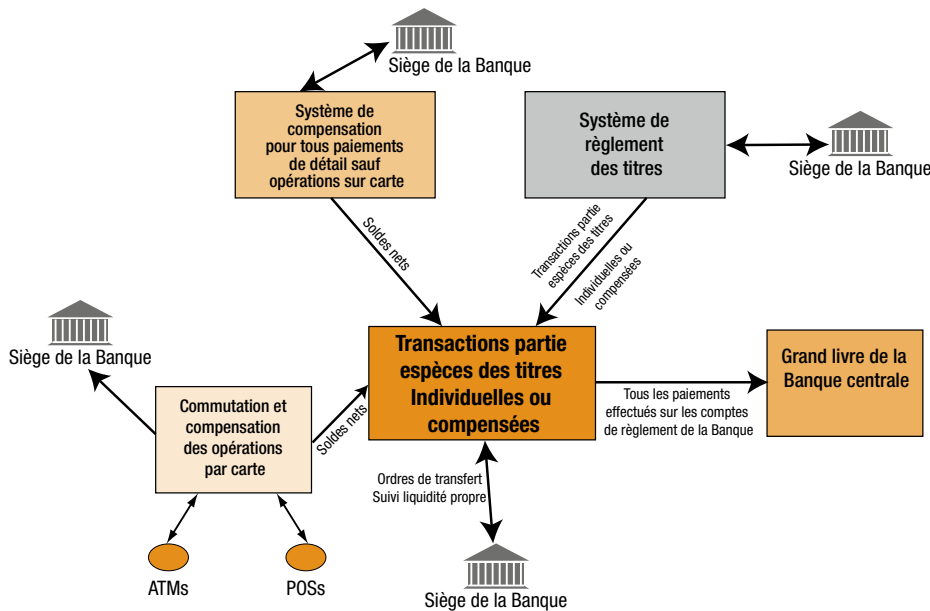 Siège de la Banque
Système de
compensation
pour tous paiements
de détail sauf
opérations sur carte
Système de
règlement
des titres
Siège de la Banque
Soldes nets
Transactions partie
espèces des titres
Individuelles ou
compensées
Siège de la Banque
Transactions partie
espèces des titres
Individuelles ou
compensées
Grand livre de la
Banque centrale
Commutation et
compensation
des opérations
par carte
Soldes nets
Tous les paiements
effectués sur les comptes
de règlement de la Banque
Ordres de transfert
Suivi liquidité propre
ATMs
POSs
Siège de la Banque